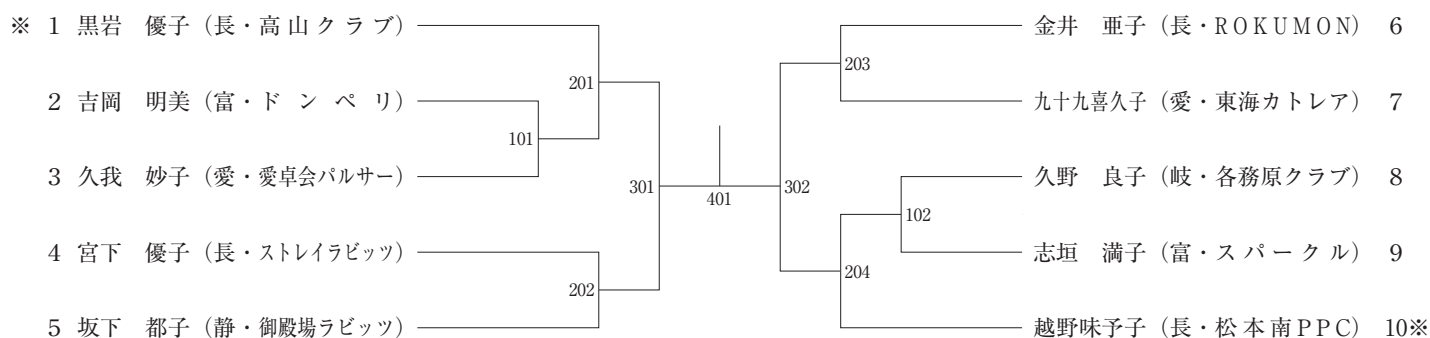 ※ 1 黒岩 優子（長・高山クラブ）
2 吉岡 明美（富・ドンペリ）
3 久我 妙子（愛・愛卓会パルサー）
4 宮下 優子（長・ストレイラビッツ）
5 坂下 都子（静・御殿場ラビッツ）
101
201
202
301
401
302
203
102
204
金井 亜子（長・ROKUMON） 6
九十九喜久子（愛・東海カトレア） 7
久野 良子（岐・各務原クラブ） 8
志垣 満子（富・スパークル） 9
越野味予子（長・松本南PPC） 10※